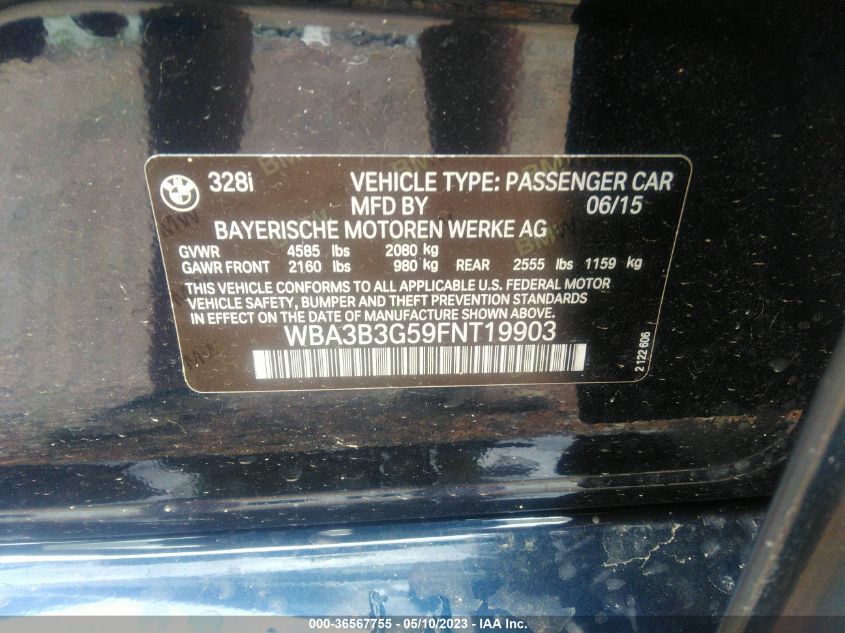 BMW
328i VEHICLE TYPE: PASSENGER CAR
MFD BY 06/15
BAYERISCHE MOTOREN WERKE AG
GVWR 4585 lbs 2080 kg
GAWR FRONT 2160 lbs 980 kg REAR 2555 lbs 1159 kg
THIS VEHICLE CONFORMS TO ALL APPLICABLE U.S. FEDERAL MOTOR
VEHICLE SAFETY, BUMPER AND THEFT PREVENTION STANDARDS
IN EFFECT ON THE DATE OF MANUFACTURE SHOWN ABOVE.
WBA3B3G59FNT19903
2 122 606
000-36567755 - 05/10/2023 - IAA Inc.